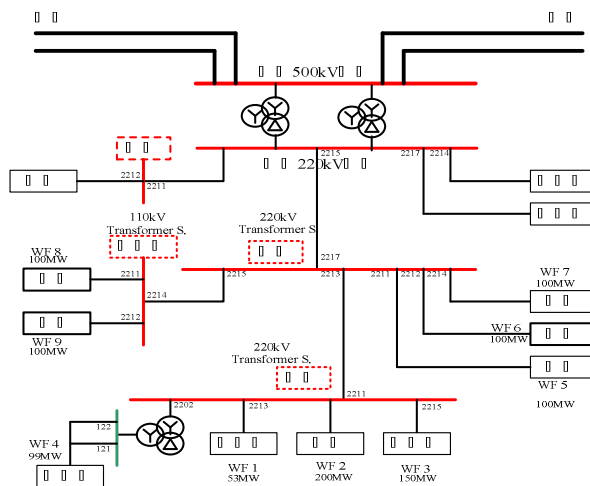 500kV
2215
2217
2214
220kV
2212
2211
110kV
Transformer S.
220kV
Transformer S
WF 8
100MW
2217
2211
2214
2215
2213
2211
2212
2214
WF 7
100MW
2212
WF 9
100MW
WF 6
100MW
220kV
Transformer S.
WF 5
100MW
2211
2202
2213
2215
122
WF 4
99MW
121
WF 1
53MW
WF 2
200MW
WF 3
150MW